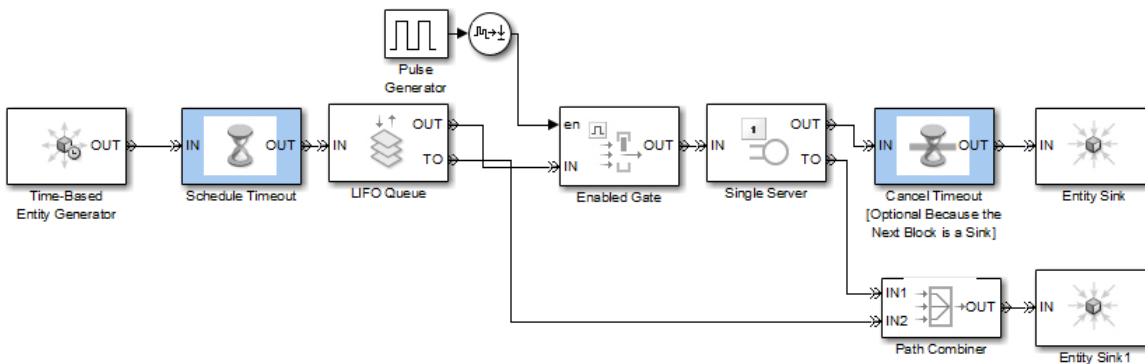 Pulse
Generator
OUT
Time-Based
Entity Generator
IN
OUT
Schedule Timeout
IN
OUT
TO
LIFO Queue
en
IN
OUT
Enabled Gate
1
IN
OUT
TO
Single Server
IN
OUT
Cancel Timeout
[Optional Because the
Next Block is a Sink]
IN
Entity Sink
IN1
IN2
OUT
Path Combiner
IN
Entity Sink1